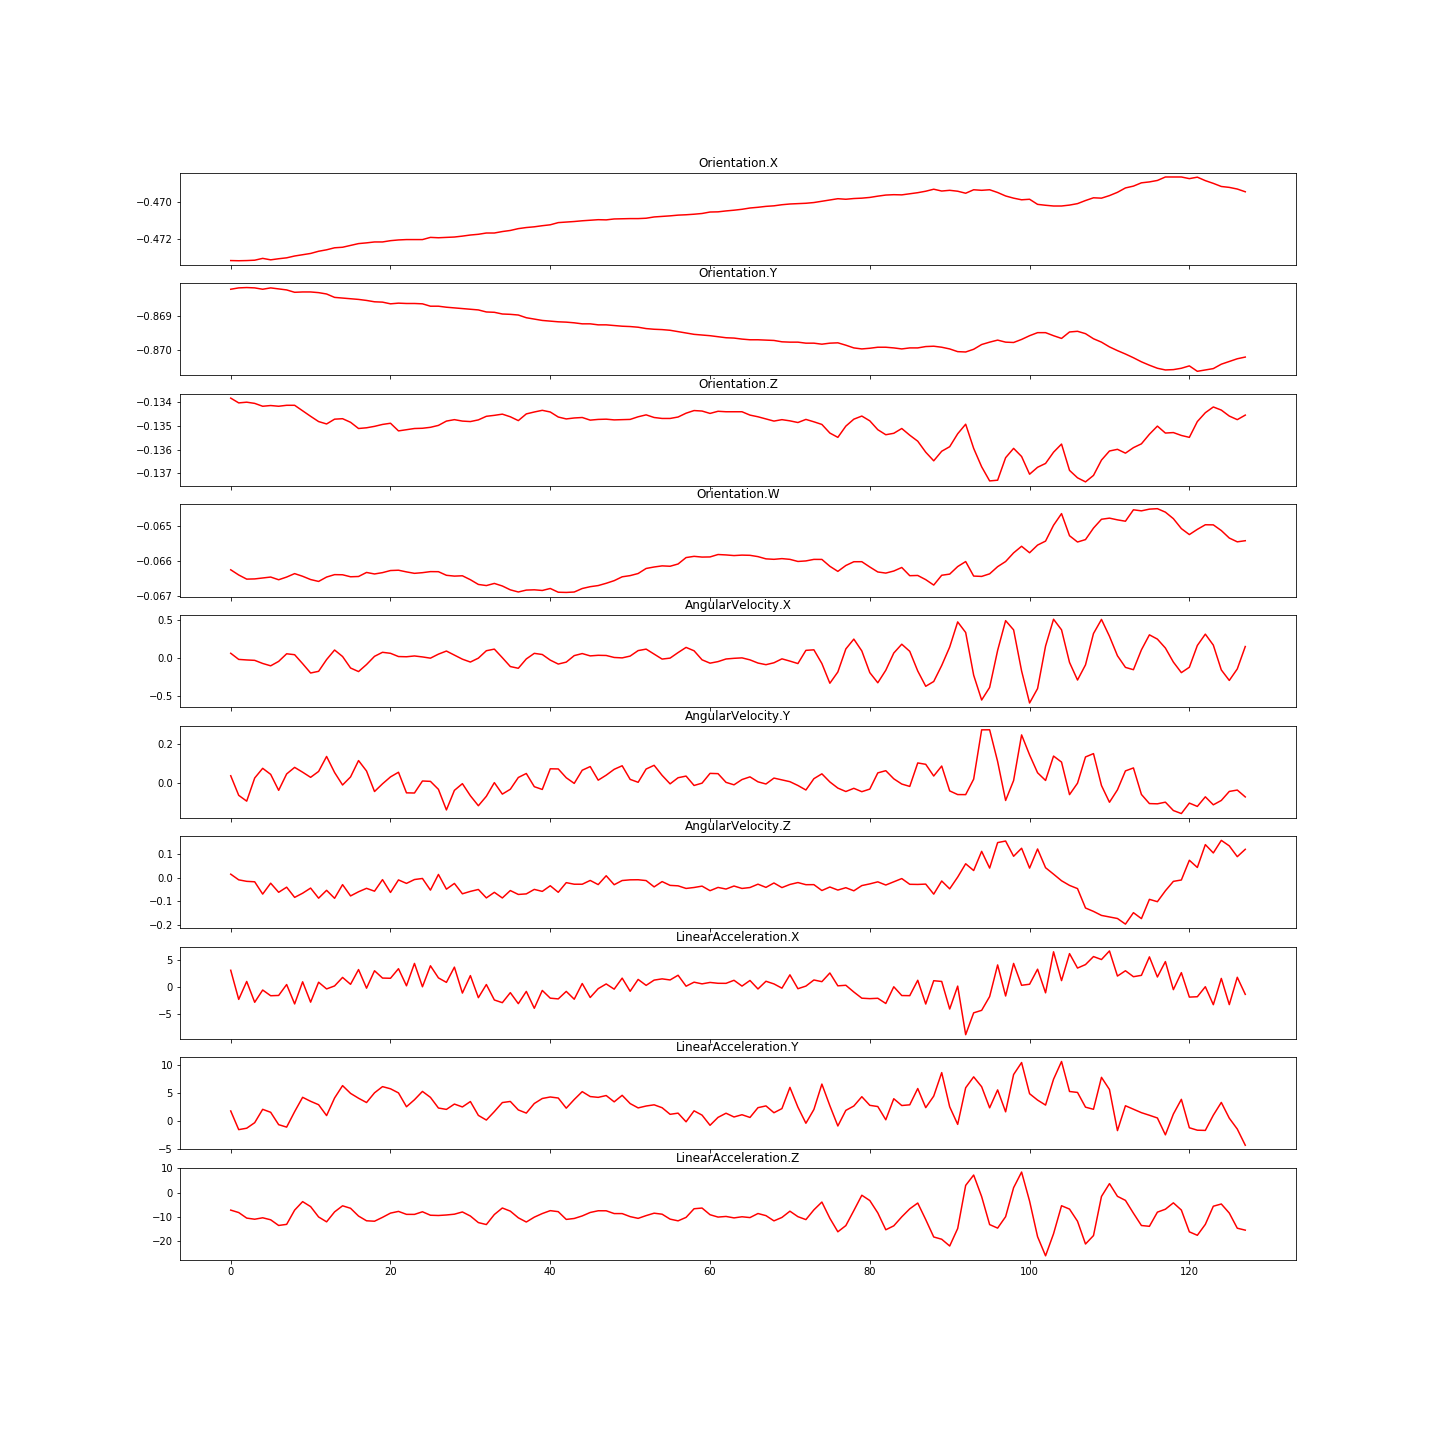 Orientation.X
−0.470
−0.472
Orientation.Y
−0.869
−0.870
Orientation.Z
−0.134
−0.135
−0.136
−0.137
Orientation.W
−0.065
−0.066
−0.067
AngularVelocity.X
0.5
0.0
−0.5
AngularVelocity.Y
0.2
0.0
AngularVelocity.Z
0.1
0.0
−0.1
−0.2
LinearAcceleration.X
5
0
−5
LinearAcceleration.Y
10
5
0
−5
LinearAcceleration.Z
10
0
−10
−20
0 20 40 60 80 100 120